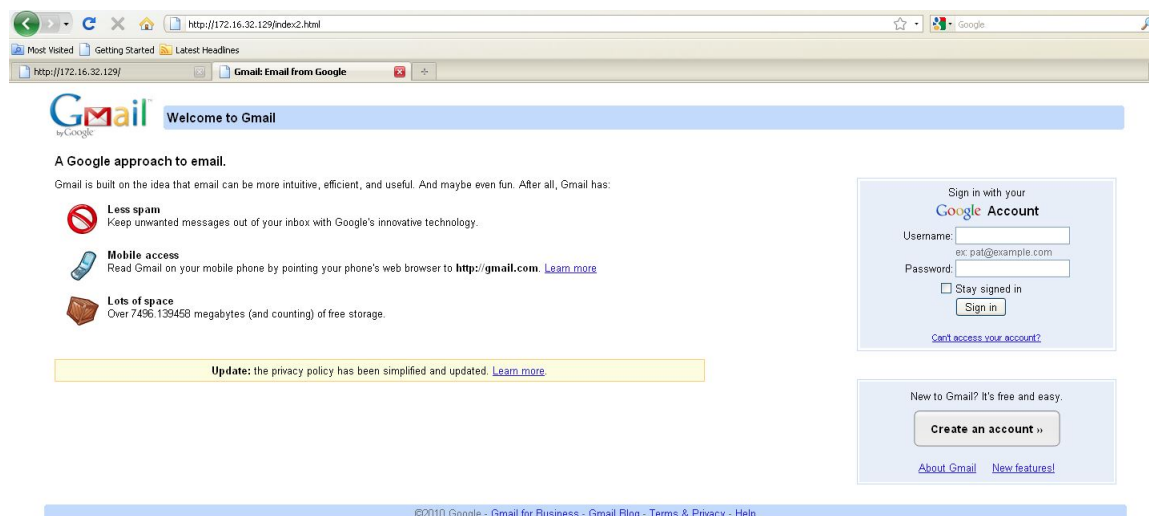 http://172.16.32.129/index2.html
Google
Most Visited Getting Started Latest Headlines
http://172.16.32.129/ Gmail: Email from Google
Gmail
by Google
Welcome to Gmail
A Google approach to email.
Gmail is built on the idea that email can be more intuitive, efficient, and useful. And maybe even fun. After all, Gmail has:
Less spam
Keep unwanted messages out of your inbox with Google's innovative technology.
Mobile access
Read Gmail on your mobile phone by pointing your phone's web browser to http://gmail.com. Learn more
Lots of space
Over 7496.139458 megabytes (and counting) of free storage.
Update: the privacy policy has been simplified and updated. Learn more.
Sign in with your
Google Account
Username:
ex: pat@example.com
Password:
Stay signed in
Sign in
Can't access your account?
New to Gmail? It's free and easy.
Create an account »
About Gmail New features!
©2010 Google - Gmail for Business - Gmail Blog - Terms & Privacy - Help